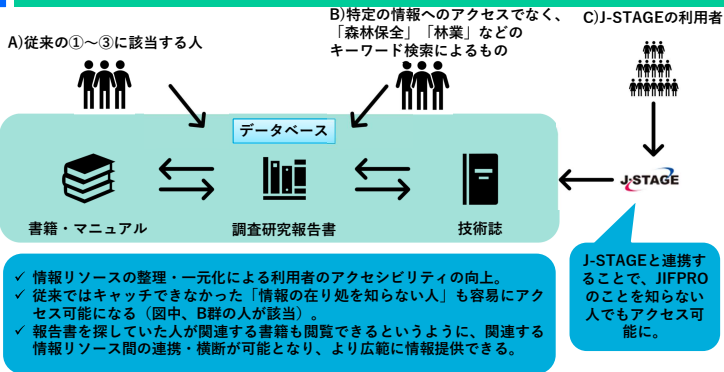 B)特定の情報へのアクセスでなく、
「森林保全」「林業」などの
キーワード検索によるもの
C)J-STAGEの利用者
A)従来の①～③に該当する人
データベース
書籍・マニュアル
調査研究報告書
技術誌
J-STAGE
✓ 情報リソースの整理・一元化による利用者のアクセシビリティの向上。
✓ 従来ではキャッチできなかった「情報の在り処を知らない人」も容易にアク
セス可能になる（図中、B群の人が該当）。
✓ 報告書を探していた人が関連する書籍も閲覧できるというように、関連する
情報リソース間の連携・横断が可能となり、より広範に情報提供できる。
J-STAGEと連携す
ることで、JIFPRO
のことを知らない
人でもアクセス可
能に。